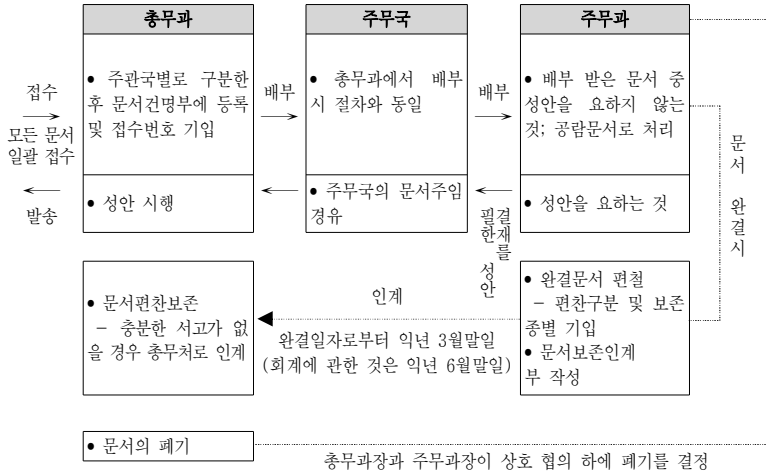 총무과
주무국
주무과
접수
모든 문서
일괄 접수
발송
● 주관국별로 구분한
후 문서건명부에 등록
및 접수번호 기입
● 성안 시행
배부
● 총무과에서 배부
시 절차와 동일
● 주무국의 문서주임
경유
배부
● 배부 받은 문서 중
성안을 요하지 않는
것; 공람문서로 처리
● 성안을 요하는 것
결재를
필한 성안
문서 완결시
● 문서편찬보존
- 충분한 서고가 없
을 경우 총무처로 인계
인계
완결일자로부터 익년 3월말일
(회계에 관한 것은 익년 6월말일)
● 완결문서 편철
- 편찬구분 및 보존
종별 기입
● 문서보존인계
부 작성
● 문서의 폐기
총무과장과 주무과장이 상호 협의 하에 폐기를 결정